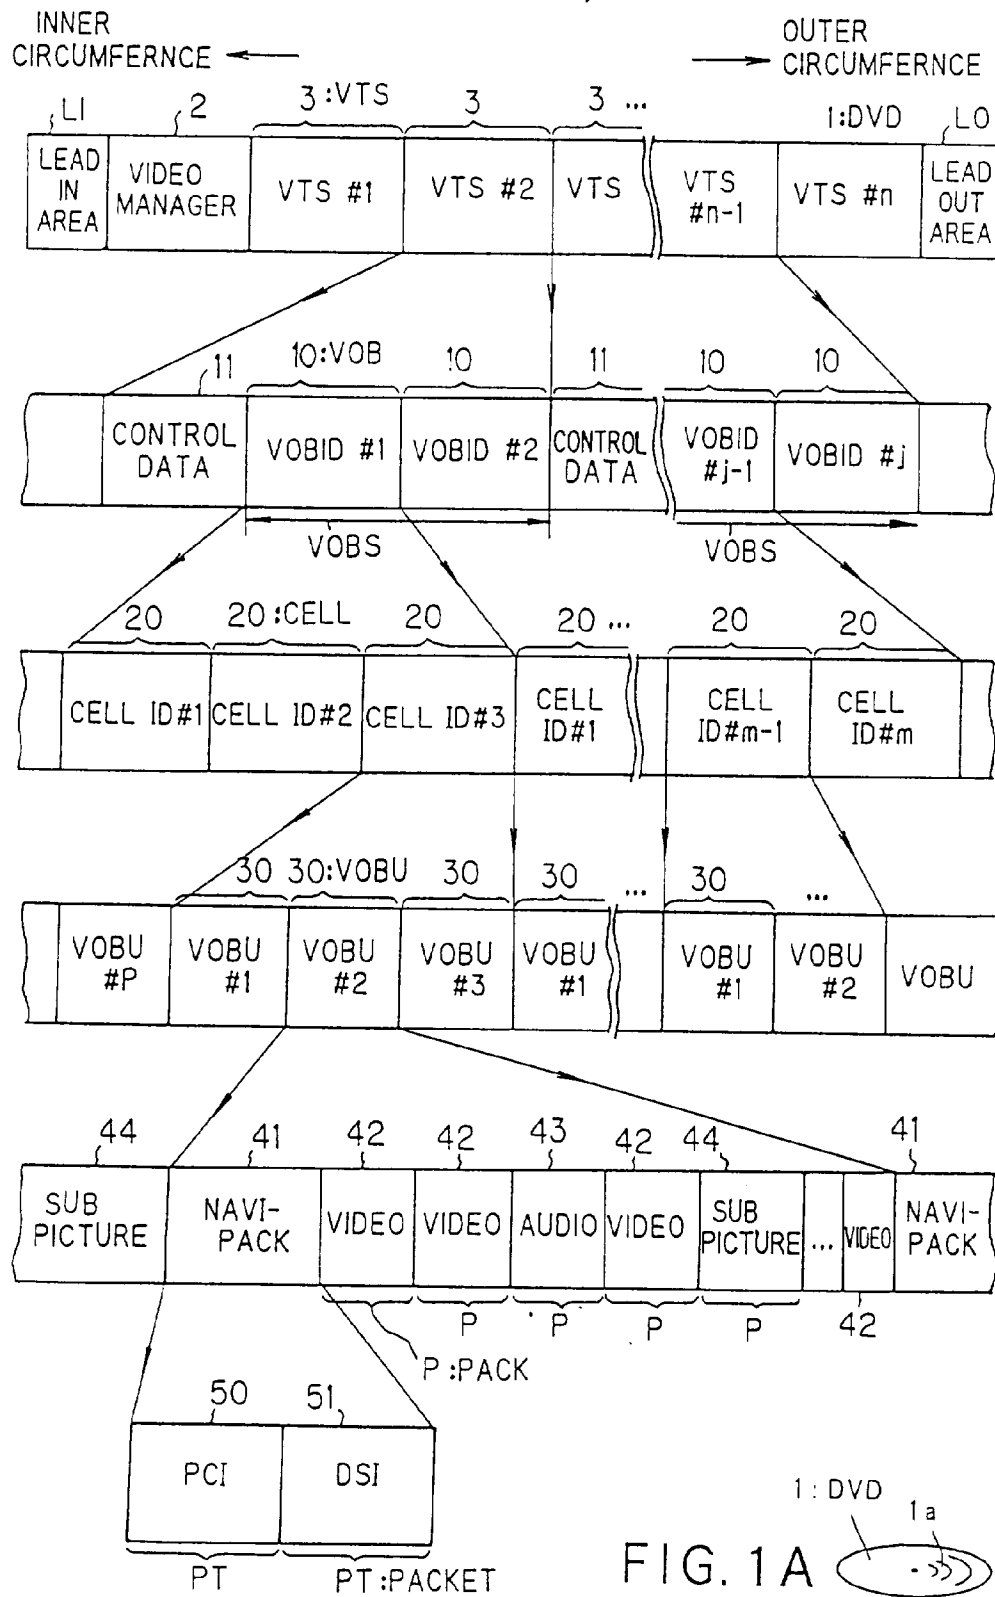 INNER
CIRCUMFERNCE
OUTER
CIRCUMFERNCE
LI 2 3:VTS 3 3 ... 1:DVD LO
LEAD IN AREA
VIDEO MANAGER
VTS #1
VTS #2
VTS
VTS #n-1
VTS #n
LEAD OUT AREA
11 10:VOB 10 11 10 10
CONTROL DATA
VOBID #1
VOBID #2
CONTROL DATA
VOBID #j-1
VOBID #j
VOBS VOBS
20 20:CELL 20 20 ... 20 20
CELL ID#1
CELL ID#2
CELL ID#3
CELL ID#1
CELL ID#m-1
CELL ID#m
30 30:VOBU 30 30 ... 30 ...
VOBU #P
VOBU #1
VOBU #2
VOBU #3
VOBU #1
VOBU #1
VOBU #2
VOBU
44 41 42 42 43 42 44 41
SUB PICTURE
NAVI-PACK
VIDEO
VIDEO
AUDIO
VIDEO
SUB PICTURE
...
VIDEO
NAVI-PACK
P P P P 42
P:PACK
50 51
PCI DSI
PT PT:PACKET
1:DVD 1a
FIG. 1A